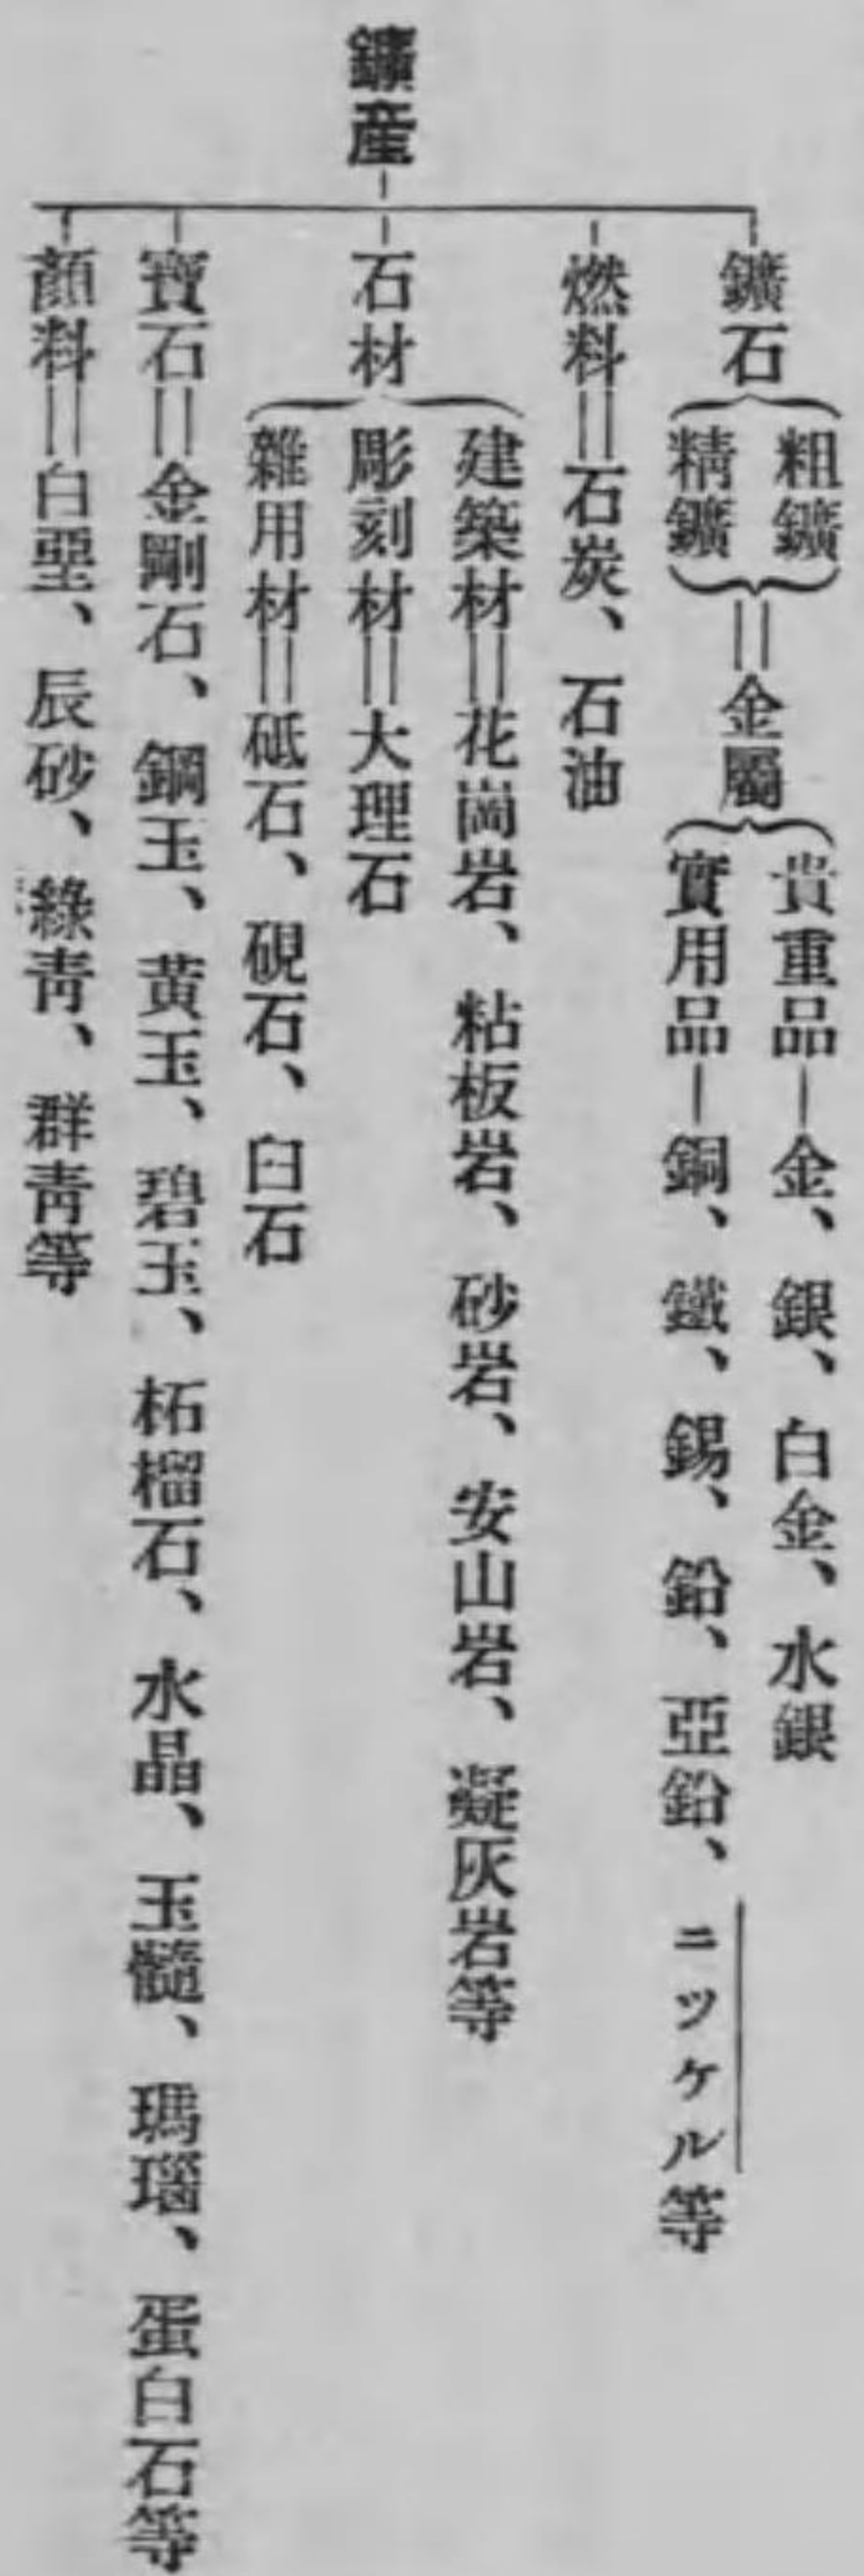 鑛産
鑛石
粗鑛
精鑛
金屬
貴重品―金、銀、白金、水銀
實用品―銅、鐵、錫、鉛、亞鉛、ニツケル等
燃料＝石炭、石油
石材
建築材＝花崗岩、粘板岩、砂岩、安山岩、凝灰岩等
彫刻材＝大理石
雜用材＝砥石、硯石、臼石
寶石＝金剛石、鋼玉、黄玉、碧玉、柘榴石、水晶、玉髓、瑪瑙、蛋白石等
顏料＝白堊、辰砂、綠靑、群靑等